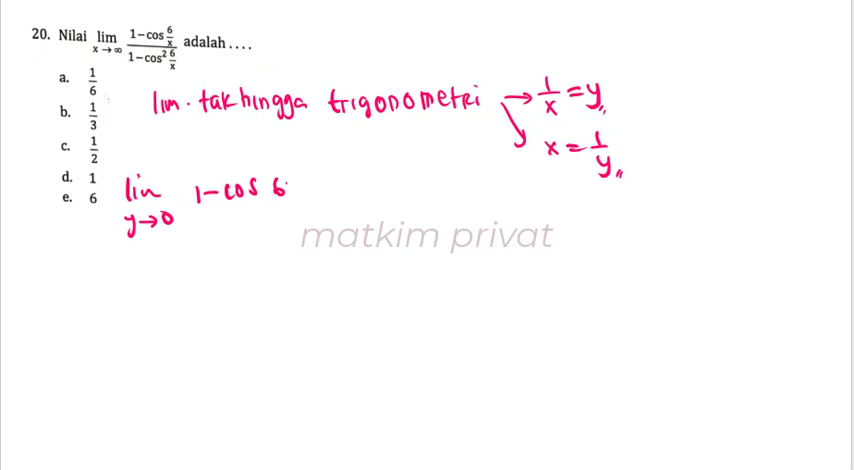 20. Nilai lim x→∞ (1−cos 6/x)/(1−cos² 6/x) adalah ....
a. 1/6
b. 1/3
c. 1/2
d. 1
e. 6
lim. tak hingga trigonometri → 1/x = y,,
x = 1/y,,
lim y→0 1−cos 6
matkim privat